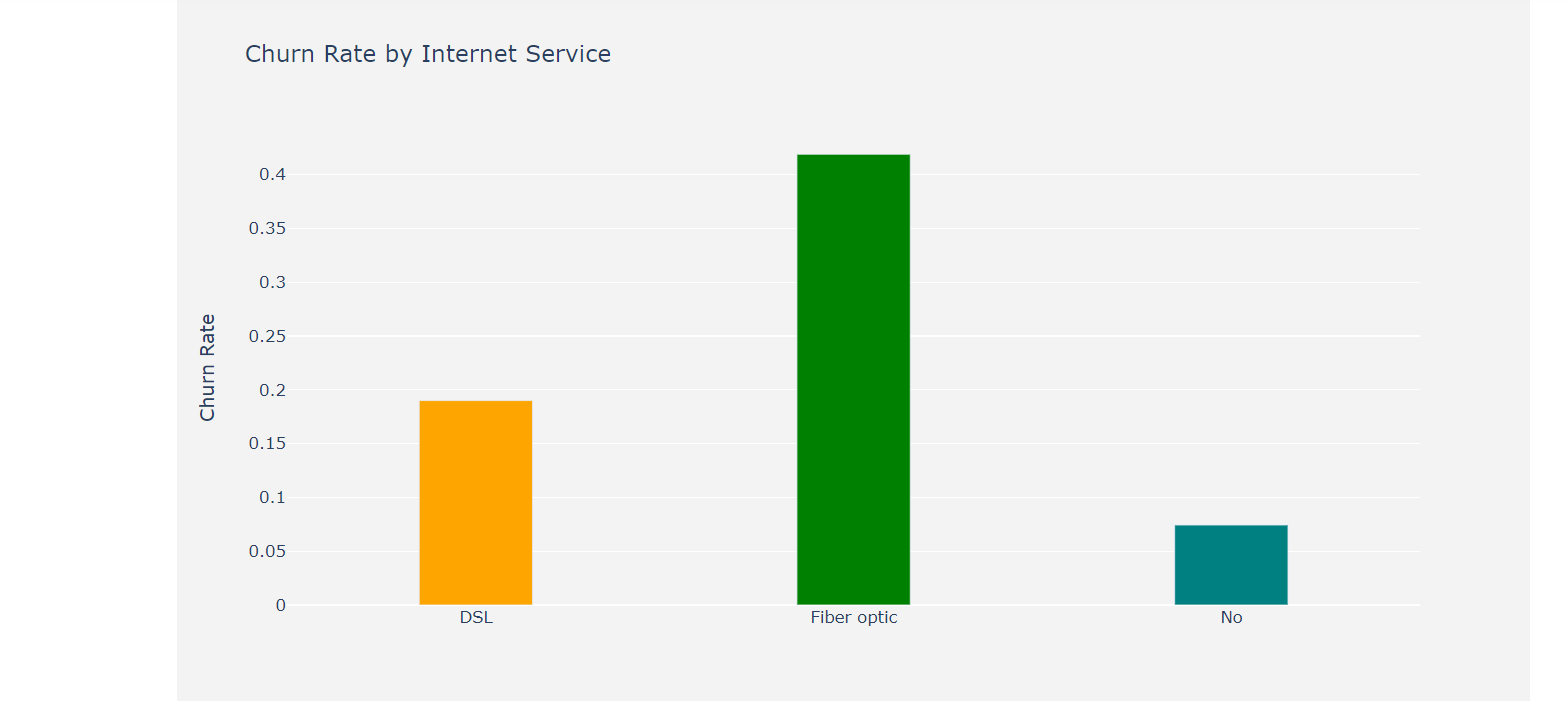 Churn Rate by Internet Service
Churn Rate
0.4
0.35
0.3
0.25
0.2
0.15
0.1
0.05
0
DSL
Fiber optic
No